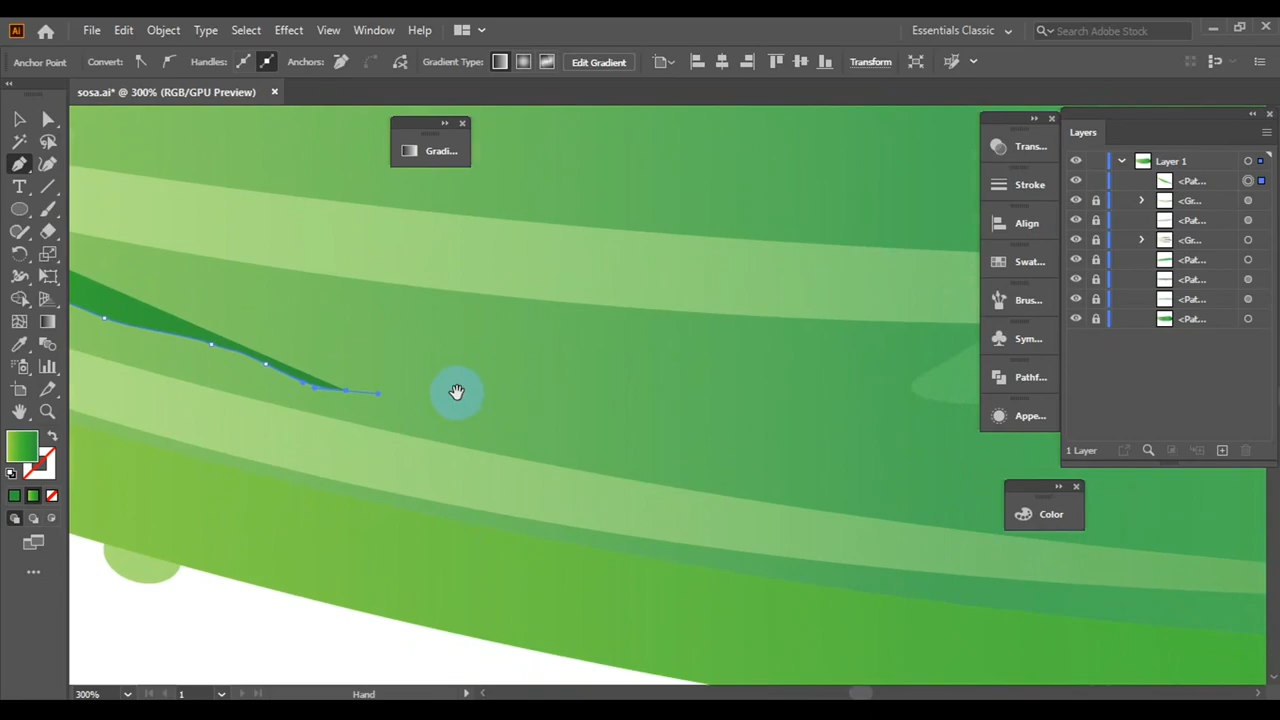 Ai File Edit Object Type Select Effect View Window Help Essentials Classic Search Adobe Stock
Anchor Point Convert: Handles: Anchors: Gradient Type: Edit Gradient Transform
sosa.ai* @ 300% (RGB/GPU Preview)
Gradi...
Layers
Trans...
Stroke
Align
Swat...
Brus...
Sym...
Pathf...
Appe...
Layer 1
<Pat...
<Gr...
<Pat...
<Gr...
<Pat...
<Pat...
<Pat...
<Pat...
1 Layer
Color
T
300% 1 Hand